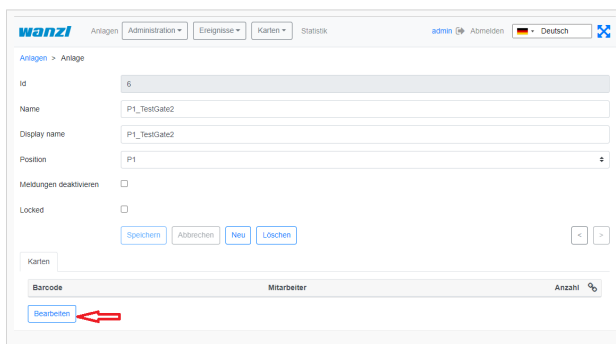 wanzl Anlagen Administration Ereignisse Karten Statistik admin Abmelden Deutsch
Anlagen > Anlage
Id 6
Name P1_TestGate2
Display name P1_TestGate2
Position P1
Meldungen deaktivieren
Locked
Speichern Abbrechen Neu Löschen < >
Karten
Barcode Mitarbeiter Anzahl
Bearbeiten